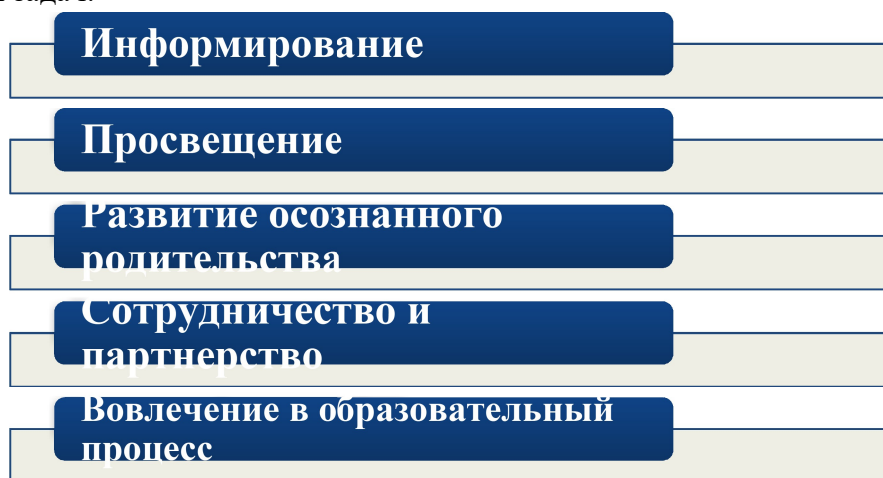 Информирование
Просвещение
Развитие осознанного
родительства
Сотрудничество и
партнерство
Вовлечение в образовательный
процесс